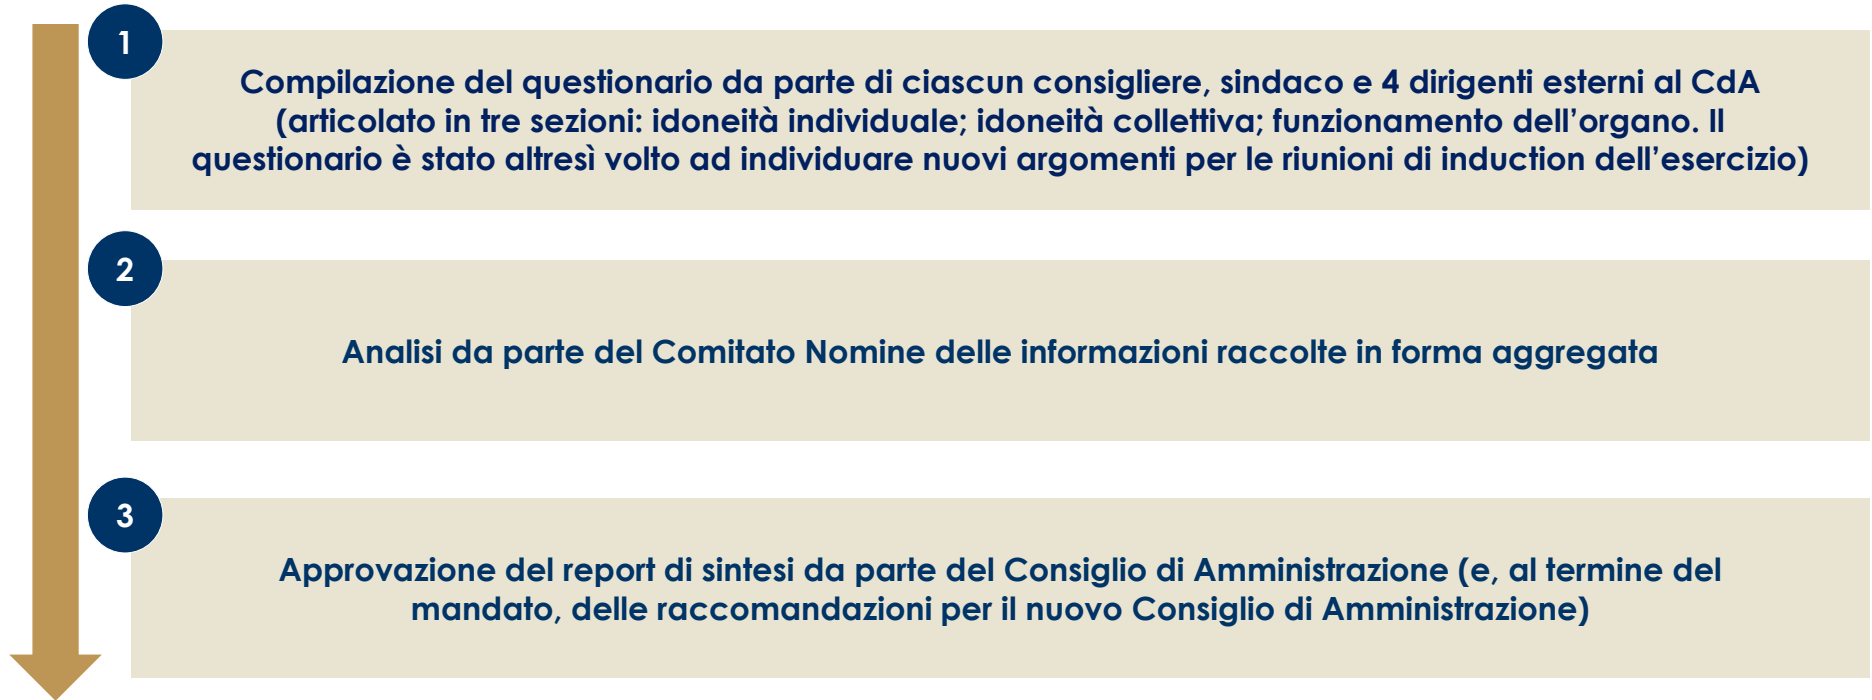 1
Compilazione del questionario da parte di ciascun consigliere, sindaco e 4 dirigenti esterni al CdA
(articolato in tre sezioni: idoneità individuale; idoneità collettiva; funzionamento dell’organo. Il
questionario è stato altresì volto ad individuare nuovi argomenti per le riunioni di induction dell’esercizio)
2
Analisi da parte del Comitato Nomine delle informazioni raccolte in forma aggregata
3
Approvazione del report di sintesi da parte del Consiglio di Amministrazione (e, al termine del
mandato, delle raccomandazioni per il nuovo Consiglio di Amministrazione)